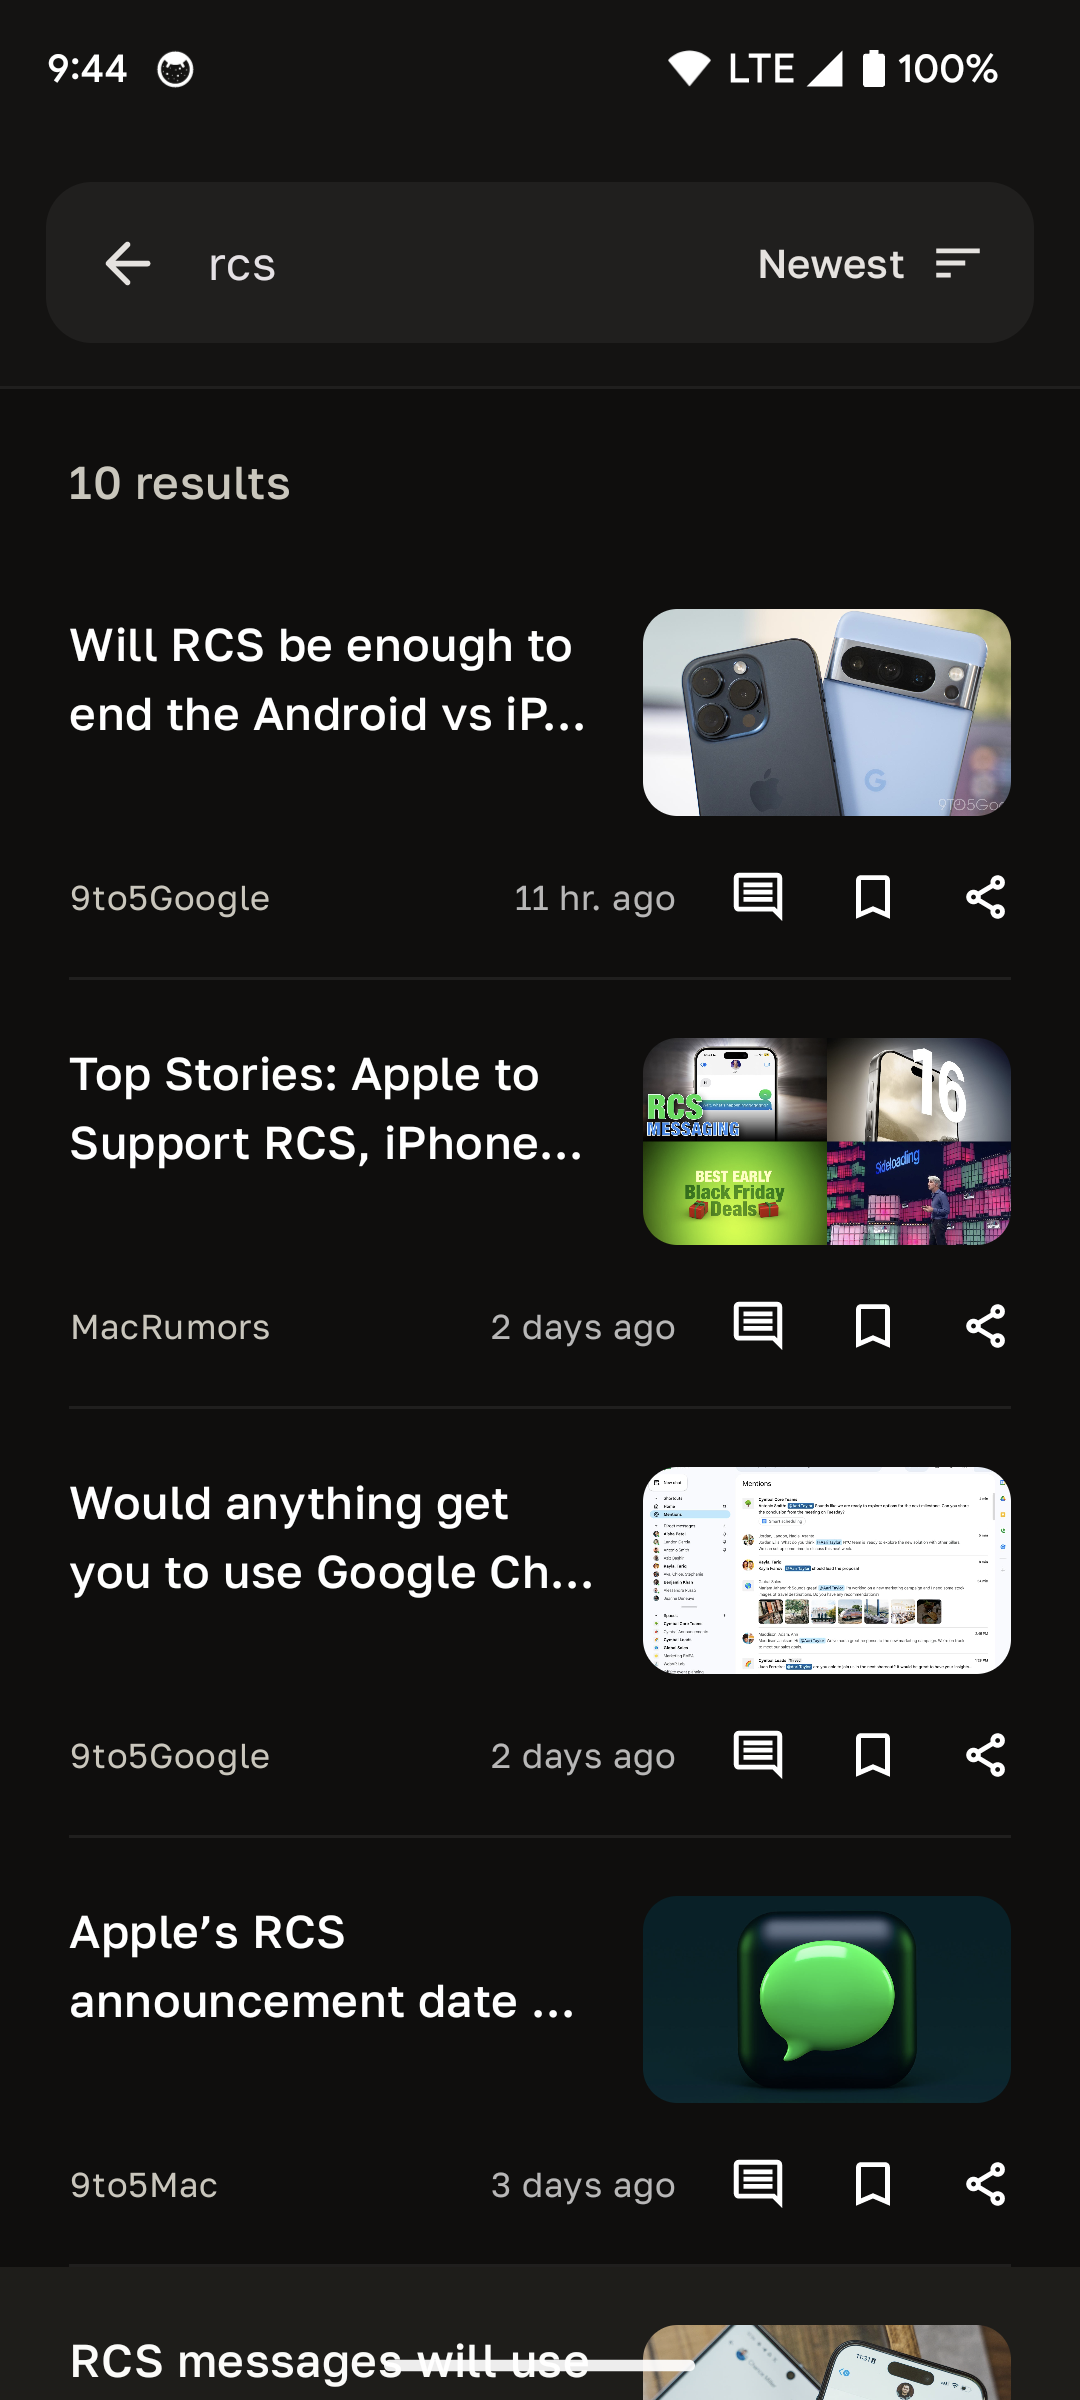 9:44
LTE 100%
rcs
Newest
10 results
Will RCS be enough to
end the Android vs iP...
9TO5Goo
9to5Google
11 hr. ago
Top Stories: Apple to
Support RCS, iPhone...
RCS
MESSAGING
16
BEST EARLY
Black Friday
Deals
Sideloading
MacRumors
2 days ago
Would anything get
you to use Google Ch...
Mentions
9to5Google
2 days ago
Apple’s RCS
announcement date ...
9to5Mac
3 days ago
RCS messages will use